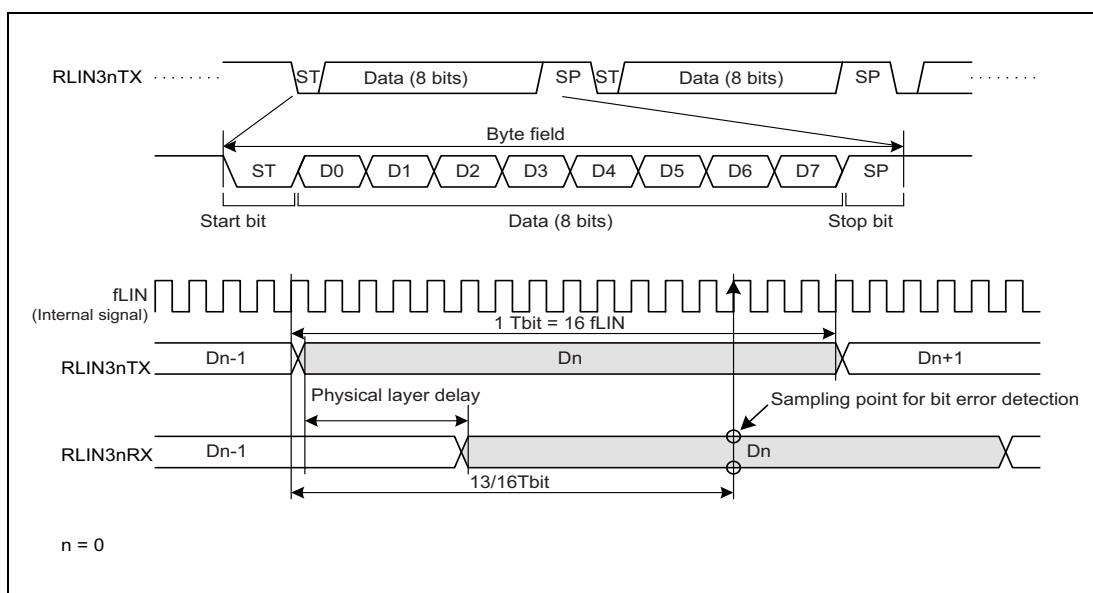 RLIN3nTX
ST Data (8 bits) SP ST Data (8 bits) SP
Byte field
ST D0 D1 D2 D3 D4 D5 D6 D7 SP
Start bit Data (8 bits) Stop bit
fLIN
(Internal signal)
1 Tbit = 16 fLIN
RLIN3nTX Dn-1 Dn Dn+1
Physical layer delay
Sampling point for bit error detection
RLIN3nRX Dn-1 Dn
13/16Tbit
n = 0